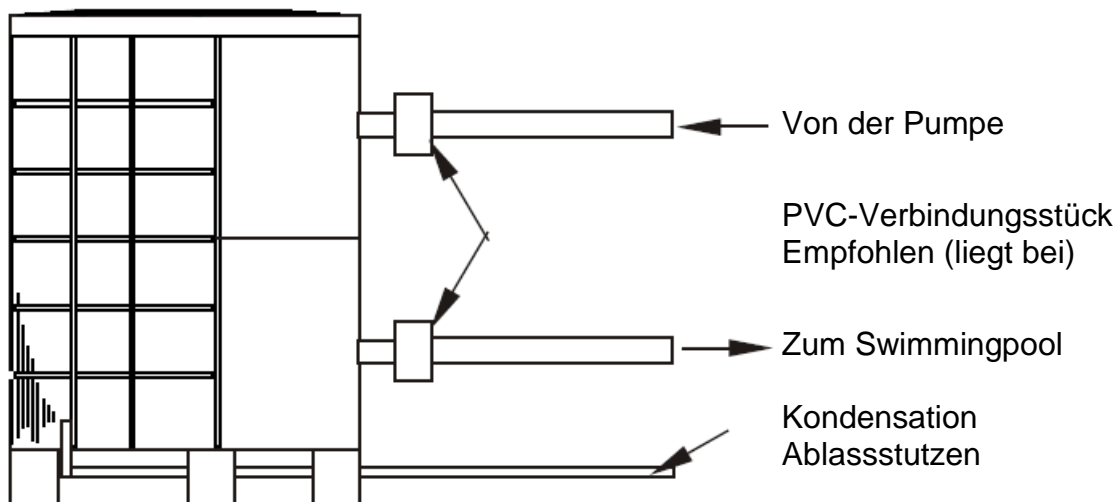 Von der Pumpe
PVC-Verbindungsstück
Empfohlen (liegt bei)
Zum Swimmingpool
Kondensation
Ablassstutzen